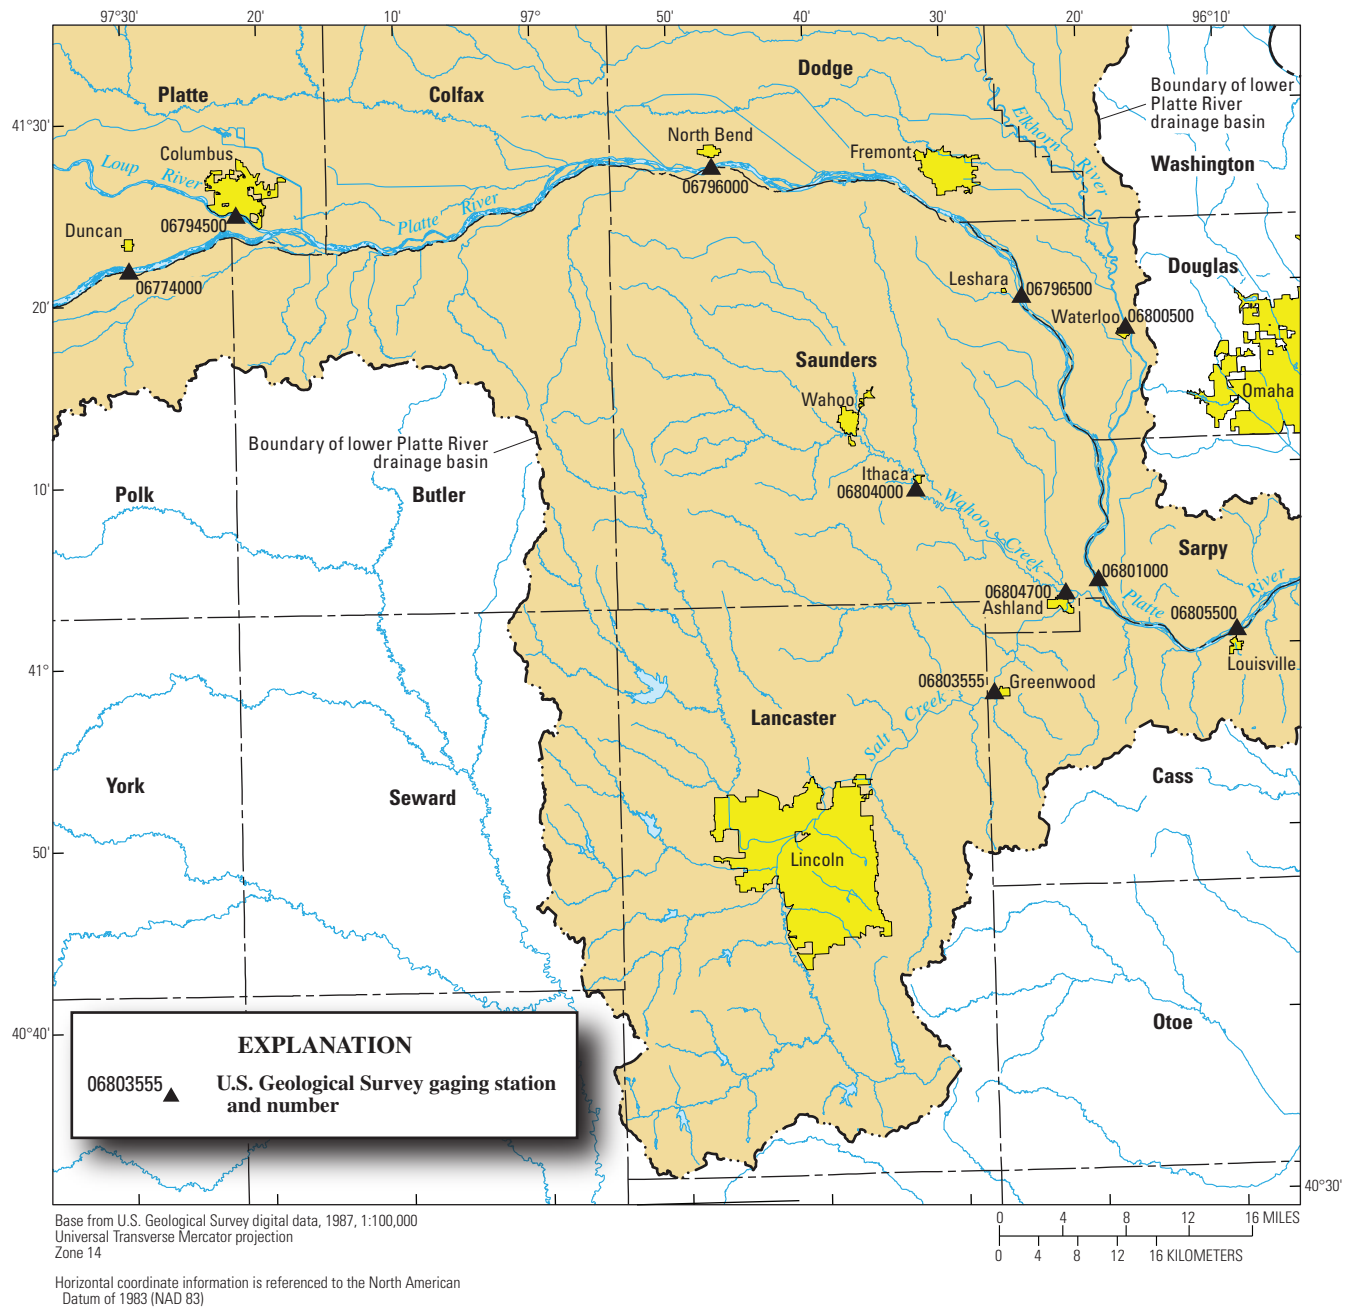 97°30' 20' 10' 97° 50' 40' 30' 20' 96°10'
Dodge
Platte
Colfax
Boundary of lower
Platte River
drainage basin
41°30'
Elkhorn River
North Bend
Columbus
Fremont
Loup River
Washington
06796000
Platte River
06794500
Duncan
Douglas
Leshara
06796500
06774000
20'
Waterloo
06800500
Saunders
Omaha
Wahoo
Boundary of lower Platte River
drainage basin
Ithaca
06804000
10'
Polk
Butler
Wahoo Creek
Sarpy
06801000
06804700
Ashland
Platte River
06805500
Louisville
41°
06803555
Greenwood
Salt Creek
Lancaster
York
Seward
Cass
50'
Lincoln
Otoe
40°40'
EXPLANATION
06803555
U.S. Geological Survey gaging station
and number
40°30'
Base from U.S. Geological Survey digital data, 1987, 1:100,000
Universal Transverse Mercator projection
Zone 14
0 4 8 12 16 MILES
0 4 8 12 16 KILOMETERS
Horizontal coordinate information is referenced to the North American
Datum of 1983 (NAD 83)